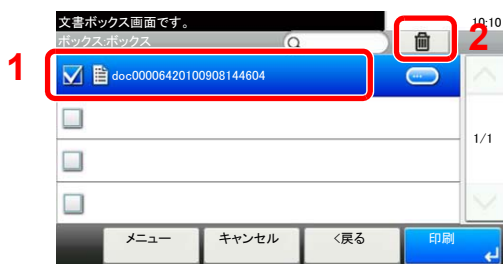 文書ボックス画面です。
10:10
ボックス:ボックス
2
1
doc00006420100908144604
1/1
メニュー
キャンセル
<戻る
印刷